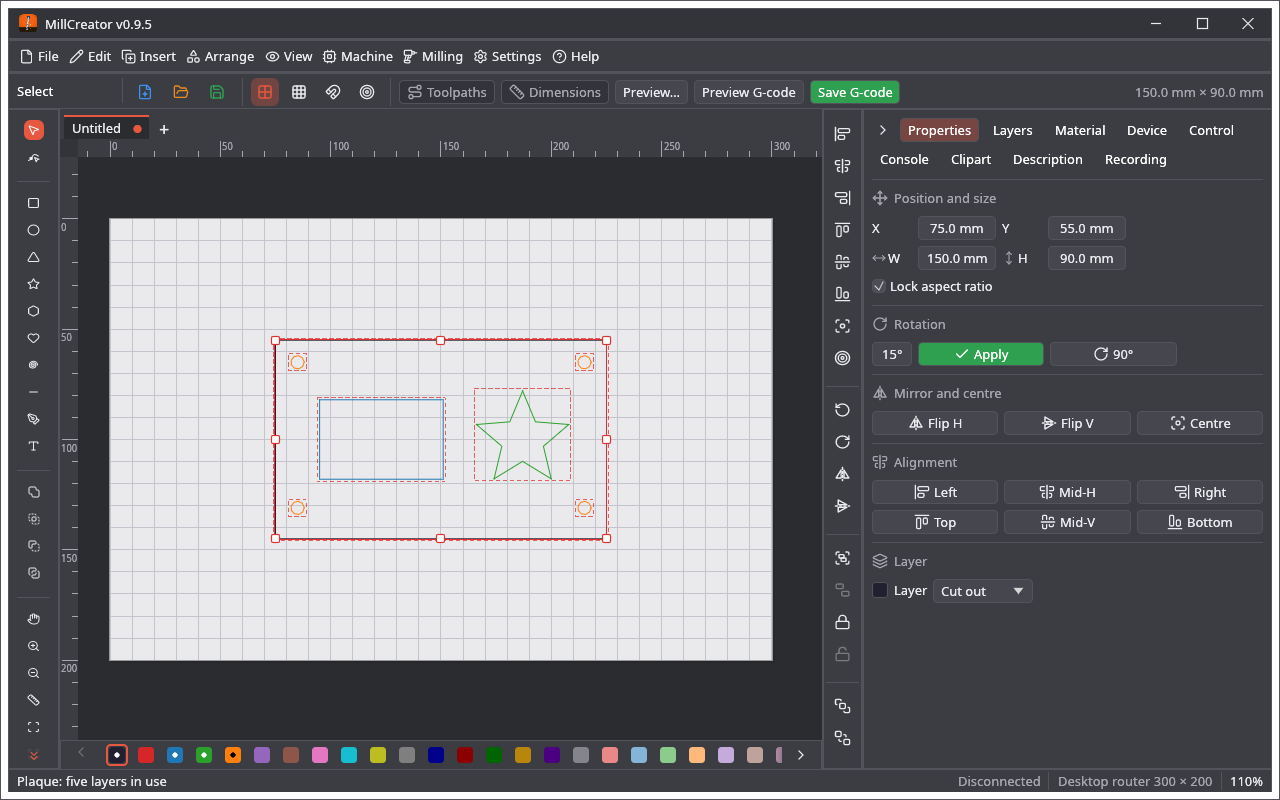 MillCreator v0.9.5
File Edit Insert Arrange View Machine Milling Settings Help
Select Toolpaths Dimensions Preview... Preview G-code Save G-code 150.0 mm × 90.0 mm
Untitled +
0 50 100 150 200 250 300
0
50
100
150
200
T
Properties Layers Material Device Control
Console Clipart Description Recording
Position and size
X 75.0 mm Y 55.0 mm
W 150.0 mm H 90.0 mm
Lock aspect ratio
Rotation
15° Apply 90°
Mirror and centre
Flip H Flip V Centre
Alignment
Left Mid-H Right
Top Mid-V Bottom
Layer
Layer Cut out
Plaque: five layers in use Disconnected Desktop router 300 × 200 110%